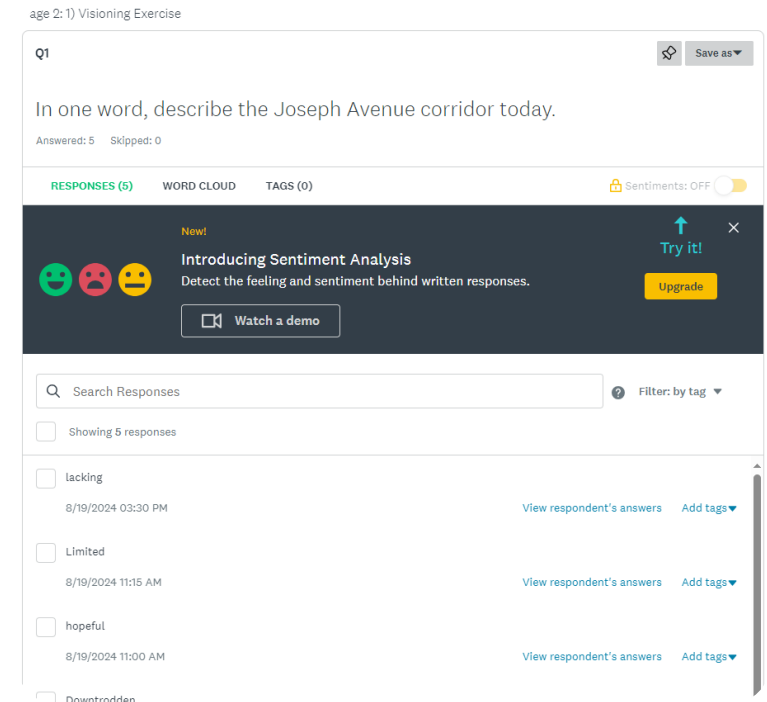 age 2: 1) Visioning Exercise
Q1
Save as
In one word, describe the Joseph Avenue corridor today.
Answered: 5 Skipped: 0
RESPONSES (5) WORD CLOUD TAGS (0) Sentiments: OFF
New!
Introducing Sentiment Analysis
Detect the feeling and sentiment behind written responses.
Watch a demo
Try it!
Upgrade
Search Responses
Filter: by tag
Showing 5 responses
lacking
8/19/2024 03:30 PM View respondent's answers Add tags
Limited
8/19/2024 11:15 AM View respondent's answers Add tags
hopeful
8/19/2024 11:00 AM View respondent's answers Add tags
Downtrodden